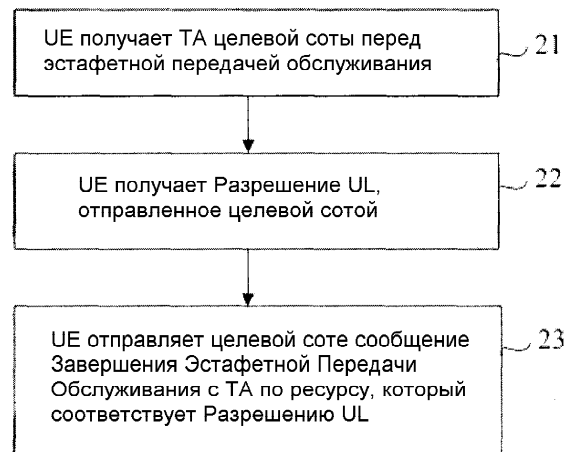 UE получает TA целевой соты перед
эстафетной передачей обслуживания
21
UE получает Разрешение UL,
отправленное целевой сотой
22
UE отправляет целевой соте сообщение
Завершения Эстафетной Передачи
Обслуживания с TA по ресурсу, который
соответствует Разрешению UL
23